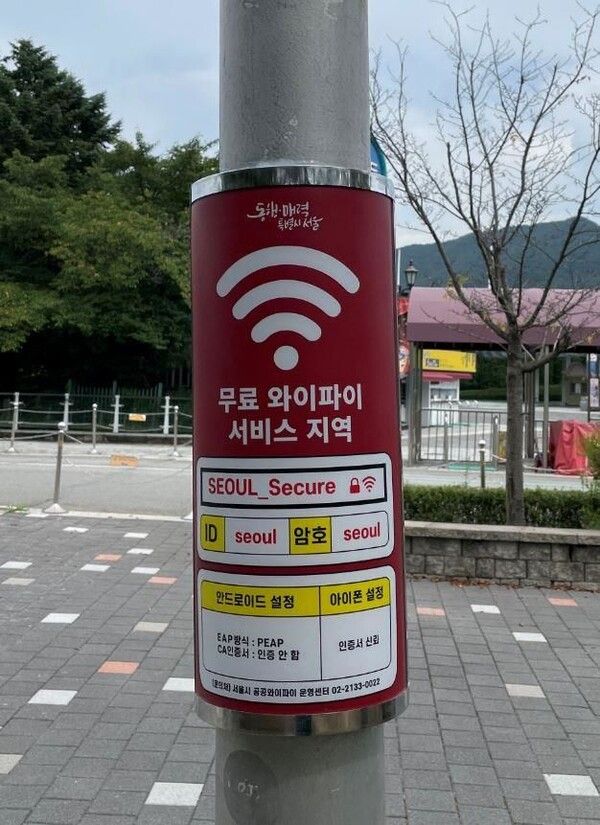 동행·매력
특별시 서울
무료 와이파이
서비스 지역
SEOUL_Secure
ID seoul 암호 seoul
안드로이드 설정 아이폰 설정
EAP방식 : PEAP
CA인증서 : 인증 안 함
인증서 신뢰
(문의처) 서울시 공공와이파이 운영센터 02-2133-0022